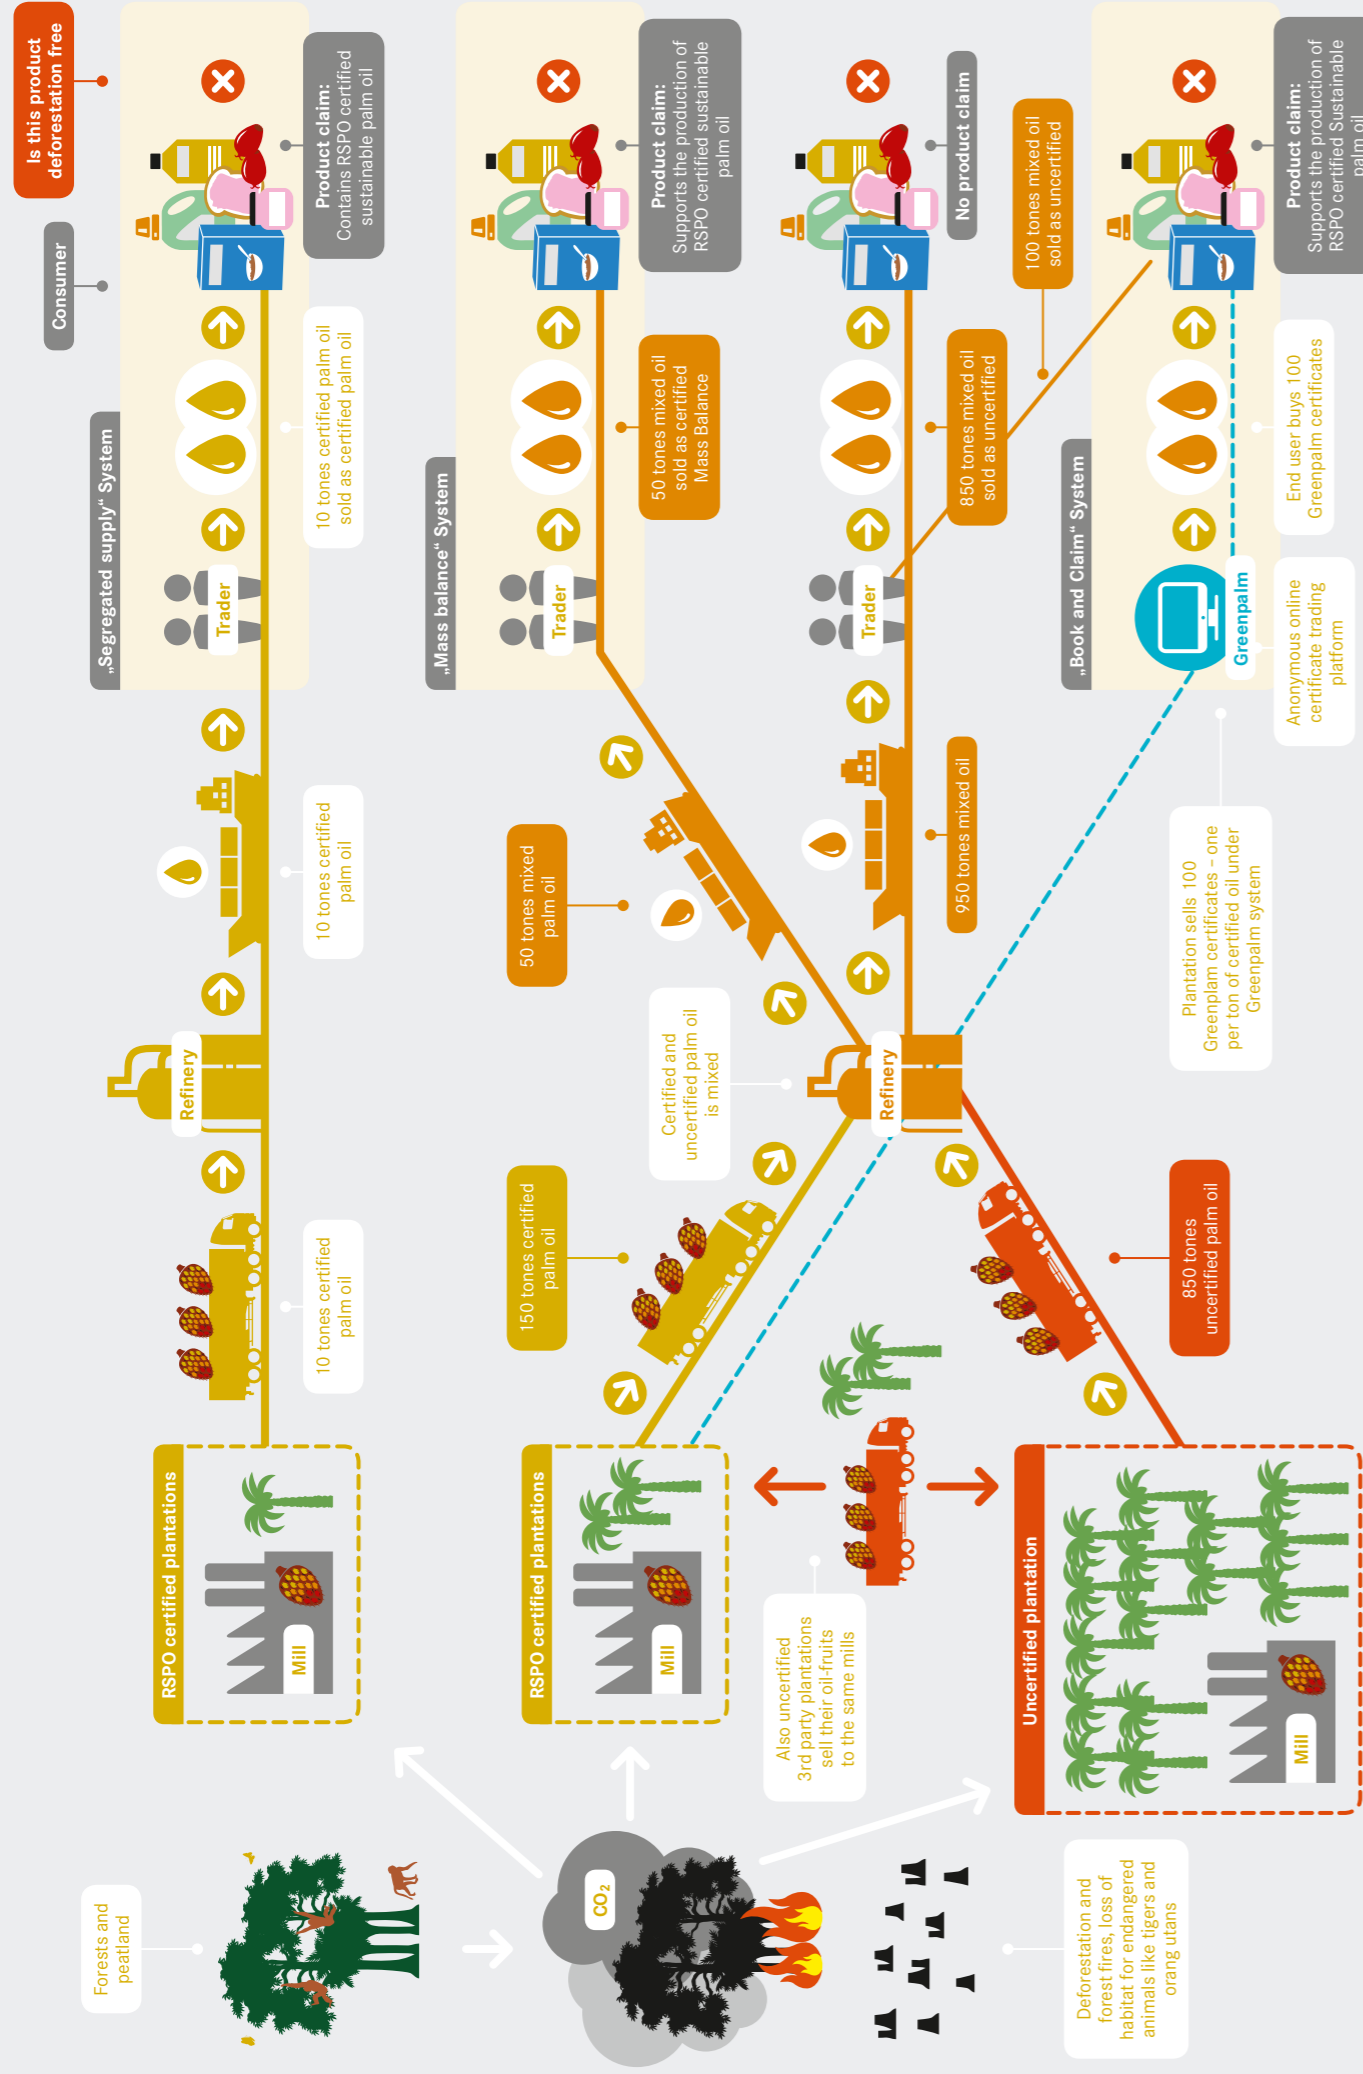 Forests and
peatland
CO₂
Deforestation and
forest fires, loss of
habitat for endangered
animals like tigers and
orang utans
RSPO certified plantations
Mill
RSPO certified plantations
Mill
Also uncertified
3rd party plantations
sell their oil-fruits
to the same mills
Uncertified plantation
Mill
10 tones certified
palm oil
150 tones certified
palm oil
850 tones
uncertified palm oil
Refinery
Certified and
uncertified palm oil
is mixed
Refinery
10 tones certified
palm oil
50 tones mixed
palm oil
950 tones mixed oil
Plantation sells 100
Greenplam certificates – one
per ton of certified oil under
Greenpalm system
„Segregated supply“ System
Trader
10 tones certified palm oil
sold as certified palm oil
„Mass balance“ System
Trader
50 tones mixed oil
sold as certified
Mass Balance
Trader
850 tones mixed oil
sold as uncertified
100 tones mixed oil
sold as uncertified
„Book and Claim“ System
Greenpalm
Anonymous online
certificate trading
platform
End user buys 100
Greenpalm certificates
Consumer
Is this product
deforestation free
Product claim:
Contains RSPO certified
sustainable palm oil
Product claim:
Supports the production of
RSPO certified sustainable
palm oil
No product claim
Product claim:
Supports the production of
RSPO certified Sustainable
palm oil